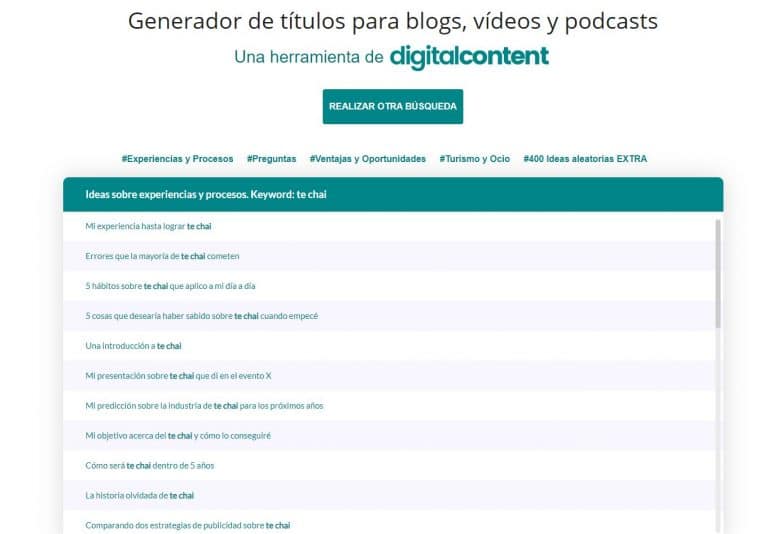 Generador de títulos para blogs, vídeos y podcasts
Una herramienta de digitalcontent
REALIZAR OTRA BÚSQUEDA
#Experiencias y Procesos #Preguntas #Ventajas y Oportunidades #Turismo y Ocio #400 Ideas aleatorias EXTRA
Ideas sobre experiencias y procesos. Keyword: te chai
Mi experiencia hasta lograr te chai
Errores que la mayoría de te chai cometen
5 hábitos sobre te chai que aplico a mi día a día
5 cosas que desearía haber sabido sobre te chai cuando empecé
Una introducción a te chai
Mi presentación sobre te chai que di en el evento X
Mi predicción sobre la industria de te chai para los próximos años
Mi objetivo acerca del te chai y cómo lo conseguiré
Cómo será te chai dentro de 5 años
La historia olvidada de te chai
Comparando dos estrategias de publicidad sobre te chai